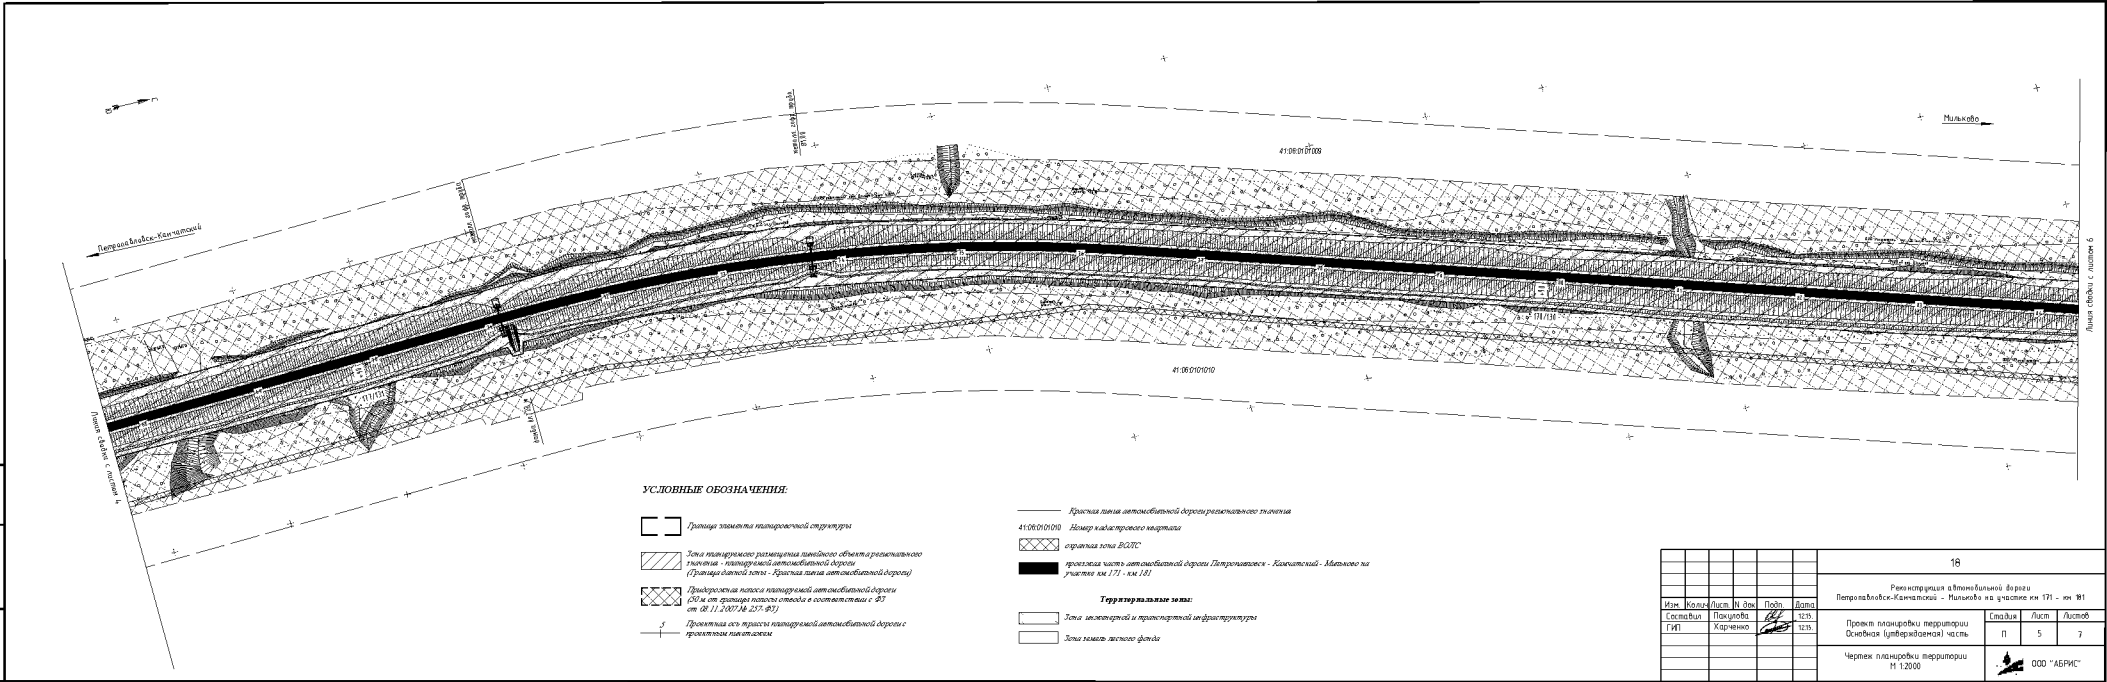 Петропавловск-Камчатский
Мильково
41:06:0101009
41:06:0101010
171/131
171/131
Линия сводки с листом 4
Линия сводки с листом 6
УСЛОВНЫЕ ОБОЗНАЧЕНИЯ:
Граница элемента планировочной структуры
Зона планируемого размещения линейного объекта регионального
значения - планируемой автомобильной дороги
(Граница данной зоны - Красная линия автомобильной дороги)
Придорожная полоса планируемой автомобильной дороги
(50 м от границы полосы отвода в соответствии с ФЗ
от 08.11.2007 № 257-ФЗ)
5
Проектная ось трассы планируемой автомобильной дороги с
проектным пикетажем
Красная линия автомобильной дороги регионального значения
41:06:0101010 Номер кадастрового квартала
охранная зона ВОЛС
проезжая часть автомобильной дороги Петропавловск - Камчатский - Мильково на
участке км 171 - км 181
Территориальные зоны:
Зона инженерной и транспортной инфраструктуры
Зона земель лесного фонда
18
Реконструкция автомобильной дороги
Петропавловск-Камчатский - Мильково на участке км 171 - км 181
Изм. Колич Лист. N док Подп. Дата
Составил Пакулова 12.15.
ГИП Харченко 12.15.
Проект планировки территории
Основная (утверждаемая) часть
Стадия Лист Листов
П 5 7
Чертеж планировки территории
М 1:2000
ООО "АБРИС"